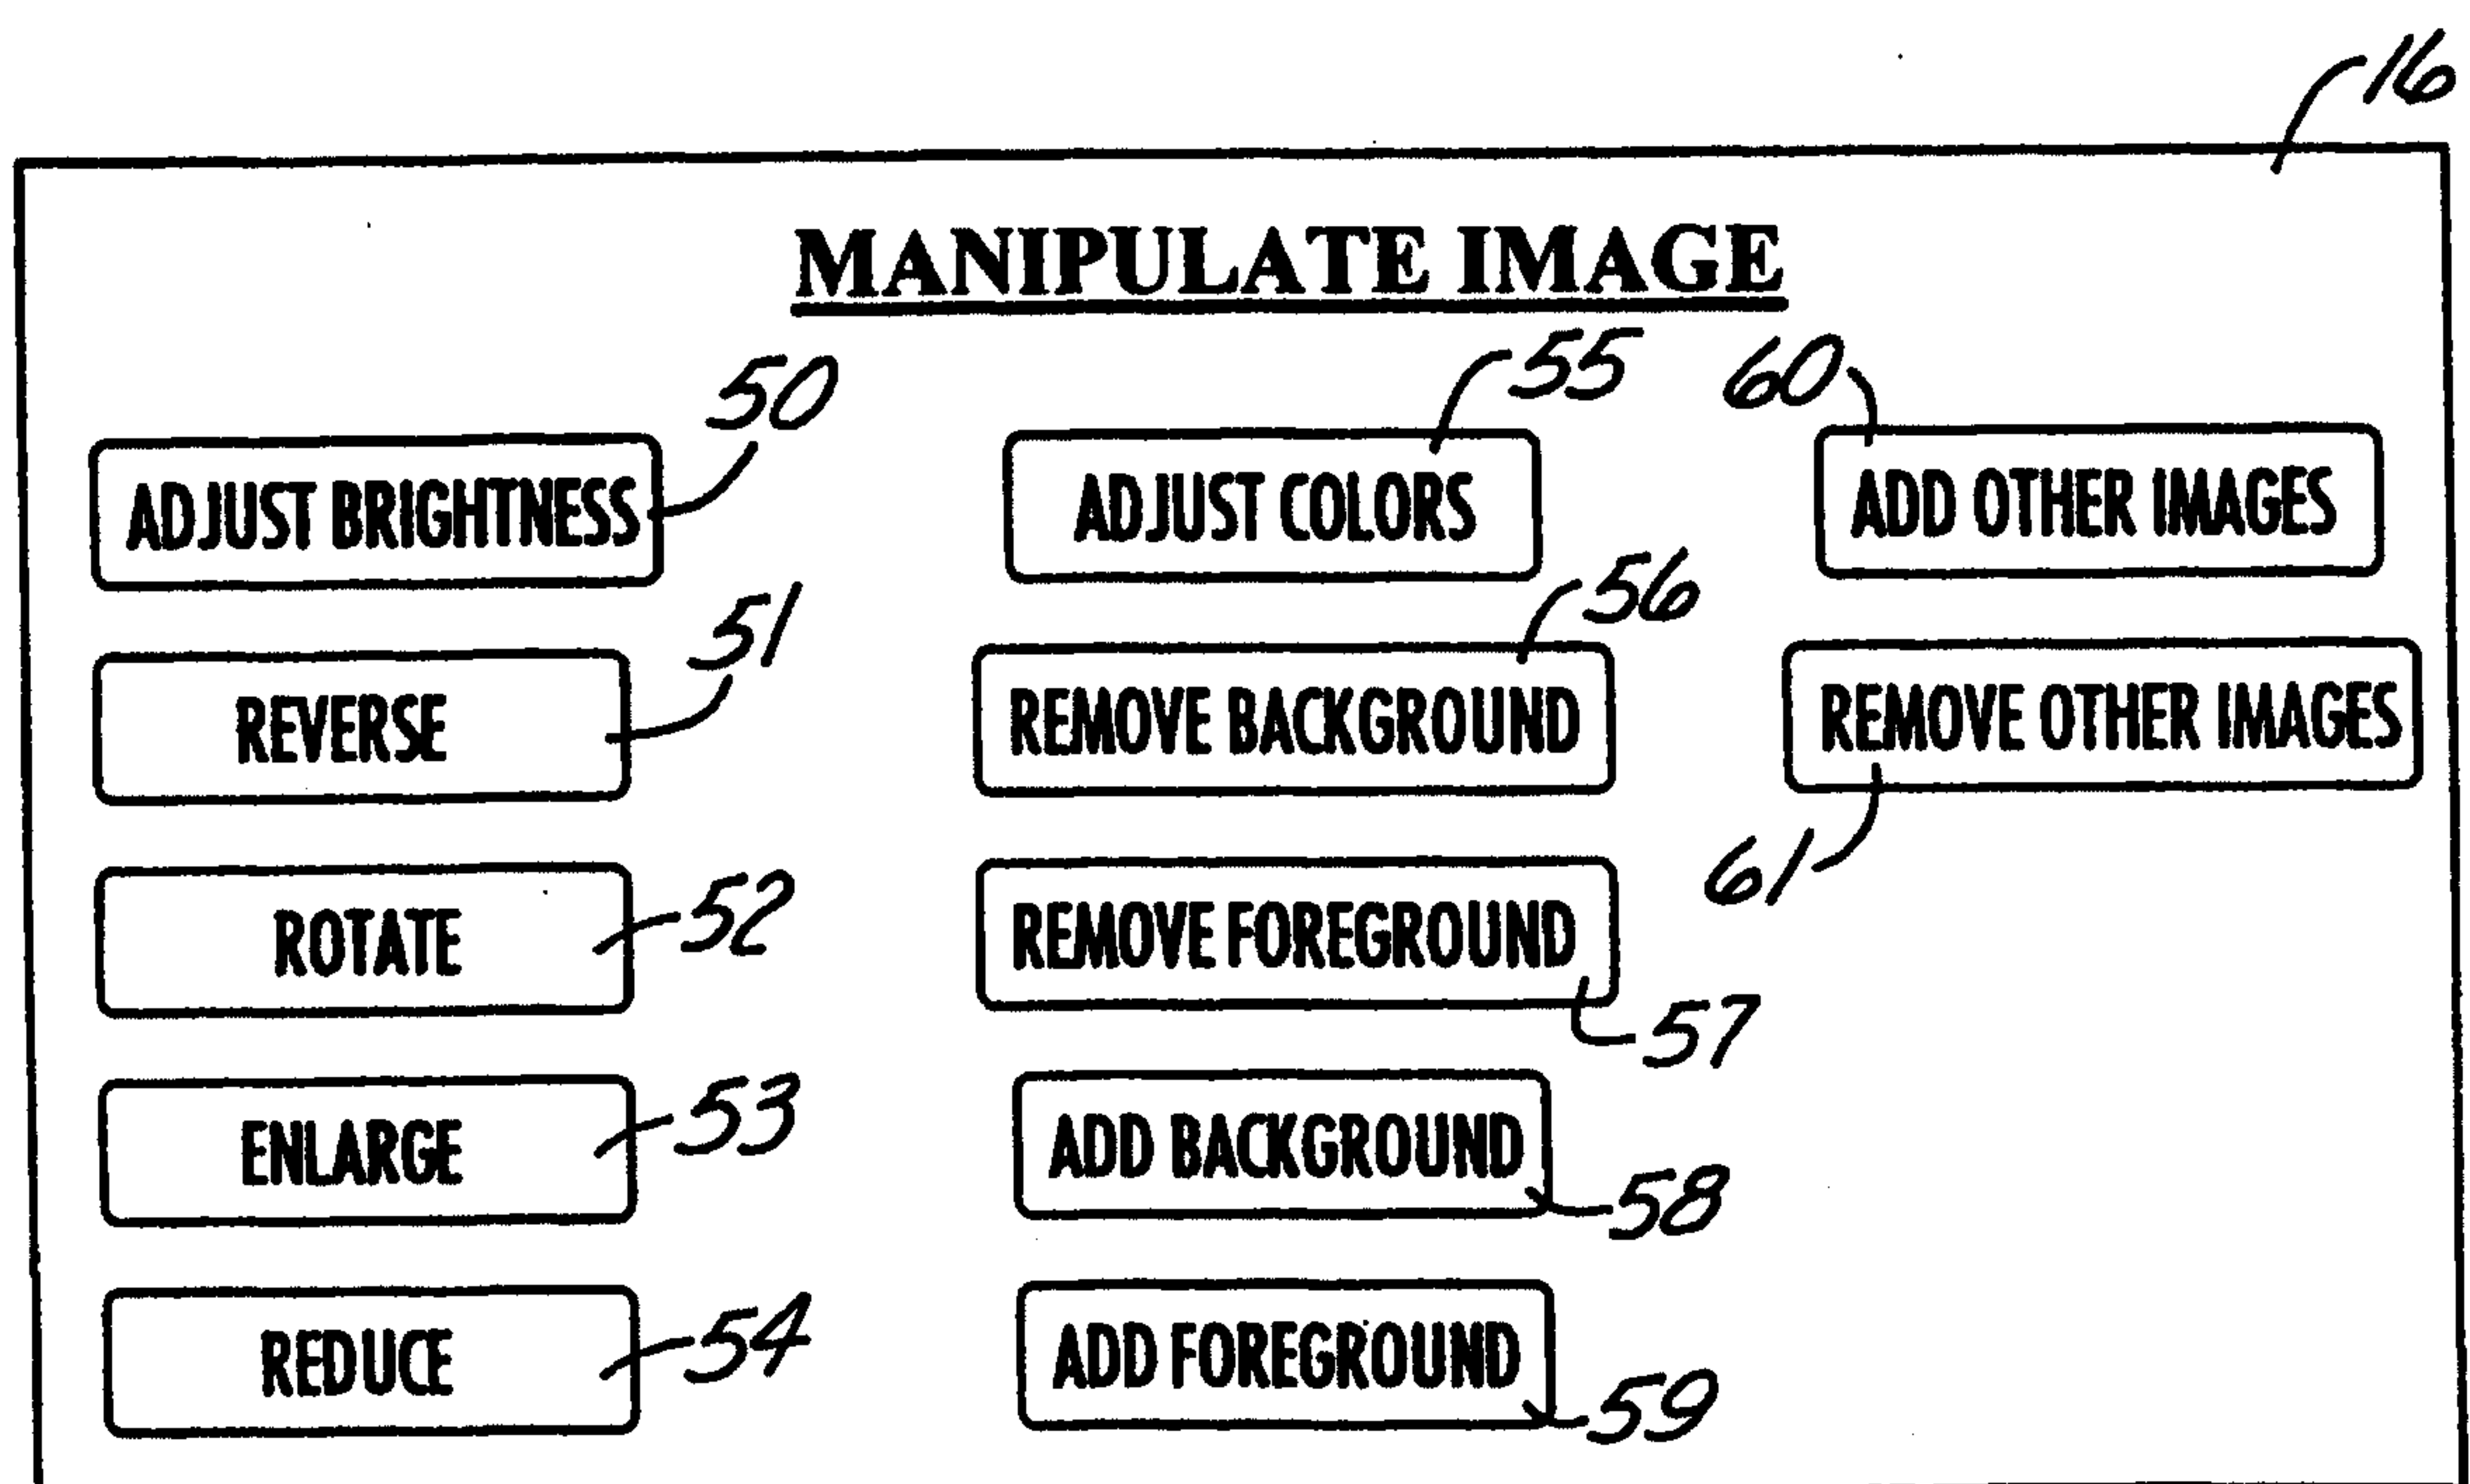 16
MANIPULATE IMAGE
50
55
60
ADJUST BRIGHTNESS
ADJUST COLORS
ADD OTHER IMAGES
51
56
REVERSE
REMOVE BACKGROUND
REMOVE OTHER IMAGES
61
ROTATE
52
REMOVE FOREGROUND
57
ENLARGE
53
ADD BACKGROUND
58
REDUCE
54
ADD FOREGROUND
59